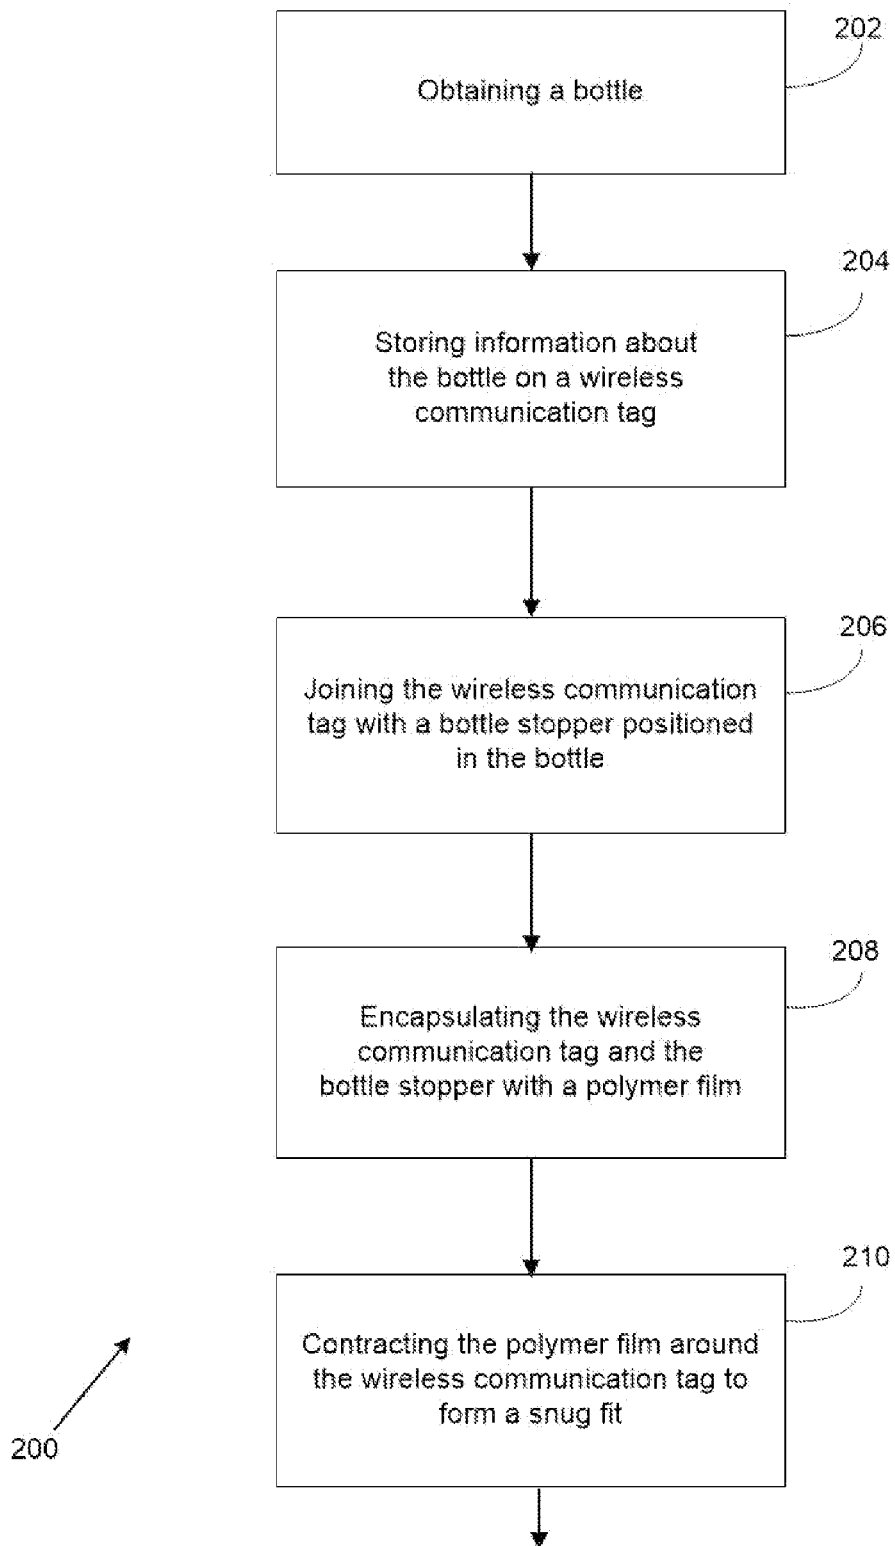 202
Obtaining a bottle
204
Storing information about
the bottle on a wireless
communication tag
206
Joining the wireless communication
tag with a bottle stopper positioned
in the bottle
208
Encapsulating the wireless
communication tag and the
bottle stopper with a polymer film
210
Contracting the polymer film around
the wireless communication tag to
form a snug fit
200